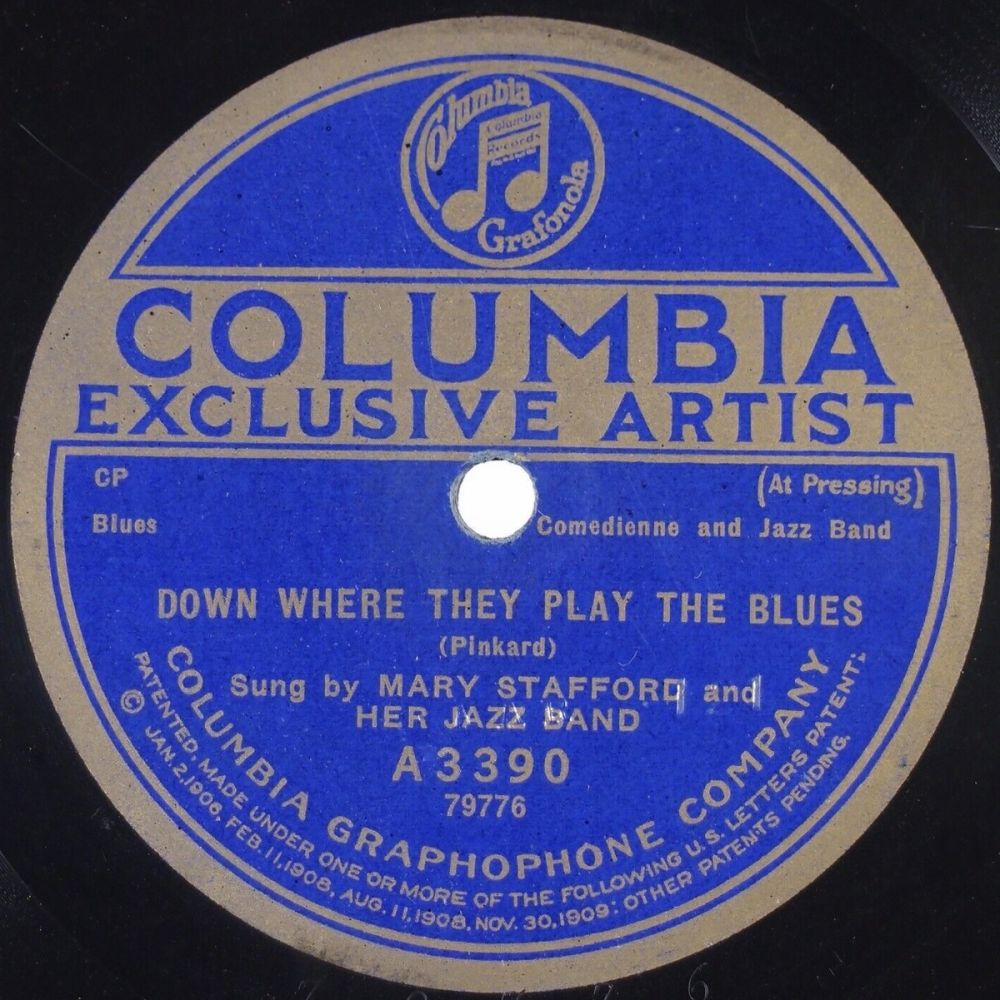 Columbia
Columbia
Records
Grafonola
COLUMBIA
EXCLUSIVE ARTIST
CP
(At Pressing)
Blues
Comedienne and Jazz Band
DOWN WHERE THEY PLAY THE BLUES
(Pinkard)
Sung by MARY STAFFORD and
HER JAZZ BAND
A3390
79776
COLUMBIA GRAPHOPHONE COMPANY
PATENTED, MADE UNDER ONE OR MORE OF THE FOLLOWING U.S. LETTERS PATENT:
© JAN.2,1906, FEB.11,1908, AUG.11,1908, NOV.30,1909: OTHER PATENTS PENDING.